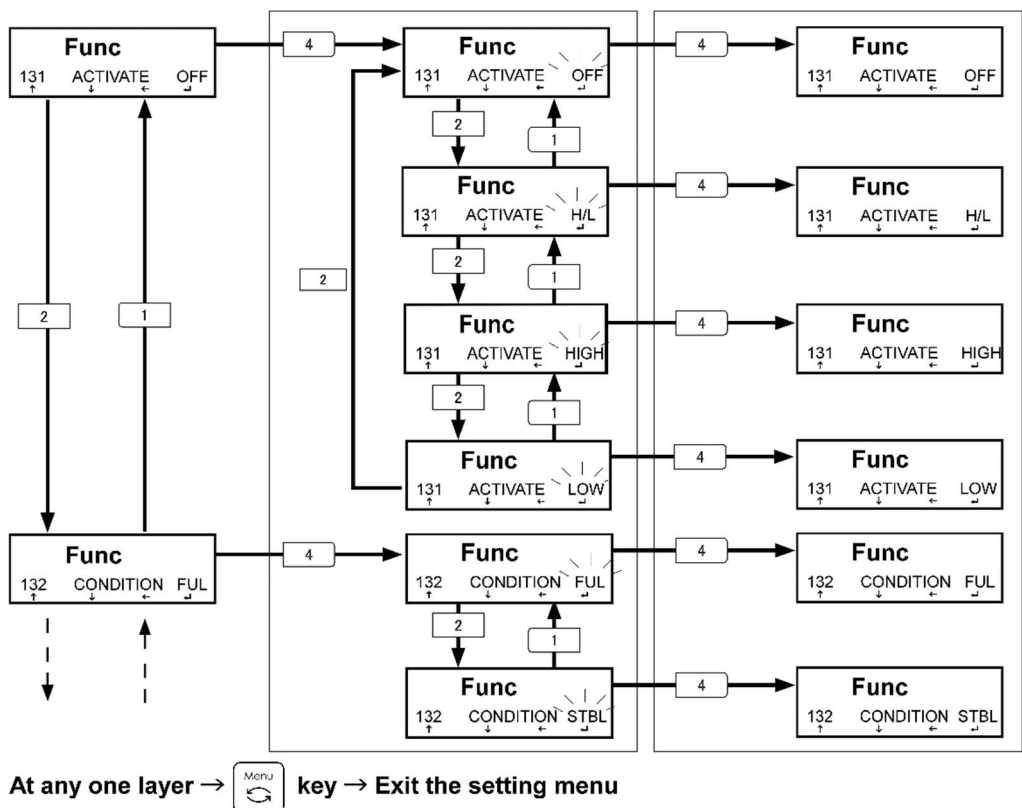 Func 4 Func 4 Func
131 ACTIVATE OFF 131 ACTIVATE OFF 131 ACTIVATE OFF
↑ ↓ ← ↵ ↑ ↓ ← ↵ ↑ ↓ ← ↵
2 1
Func 4 Func
131 ACTIVATE H/L 131 ACTIVATE H/L
↑ ↓ ← ↵ ↑ ↓ ← ↵
2 2 1
2 1
Func 4 Func
131 ACTIVATE HIGH 131 ACTIVATE HIGH
↑ ↓ ← ↵ ↑ ↓ ← ↵
2 1
Func 4 Func
131 ACTIVATE LOW 131 ACTIVATE LOW
↑ ↓ ← ↵ ↑ ↓ ← ↵
Func 4 Func 4 Func
132 CONDITION FUL 132 CONDITION FUL 132 CONDITION FUL
↑ ↓ ← ↵ ↑ ↓ ← ↵ ↑ ↓ ← ↵
2 1
Func 4 Func
132 CONDITION STBL 132 CONDITION STBL
↑ ↓ ← ↵ ↑ ↓ ← ↵
At any one layer → Menu key → Exit the setting menu